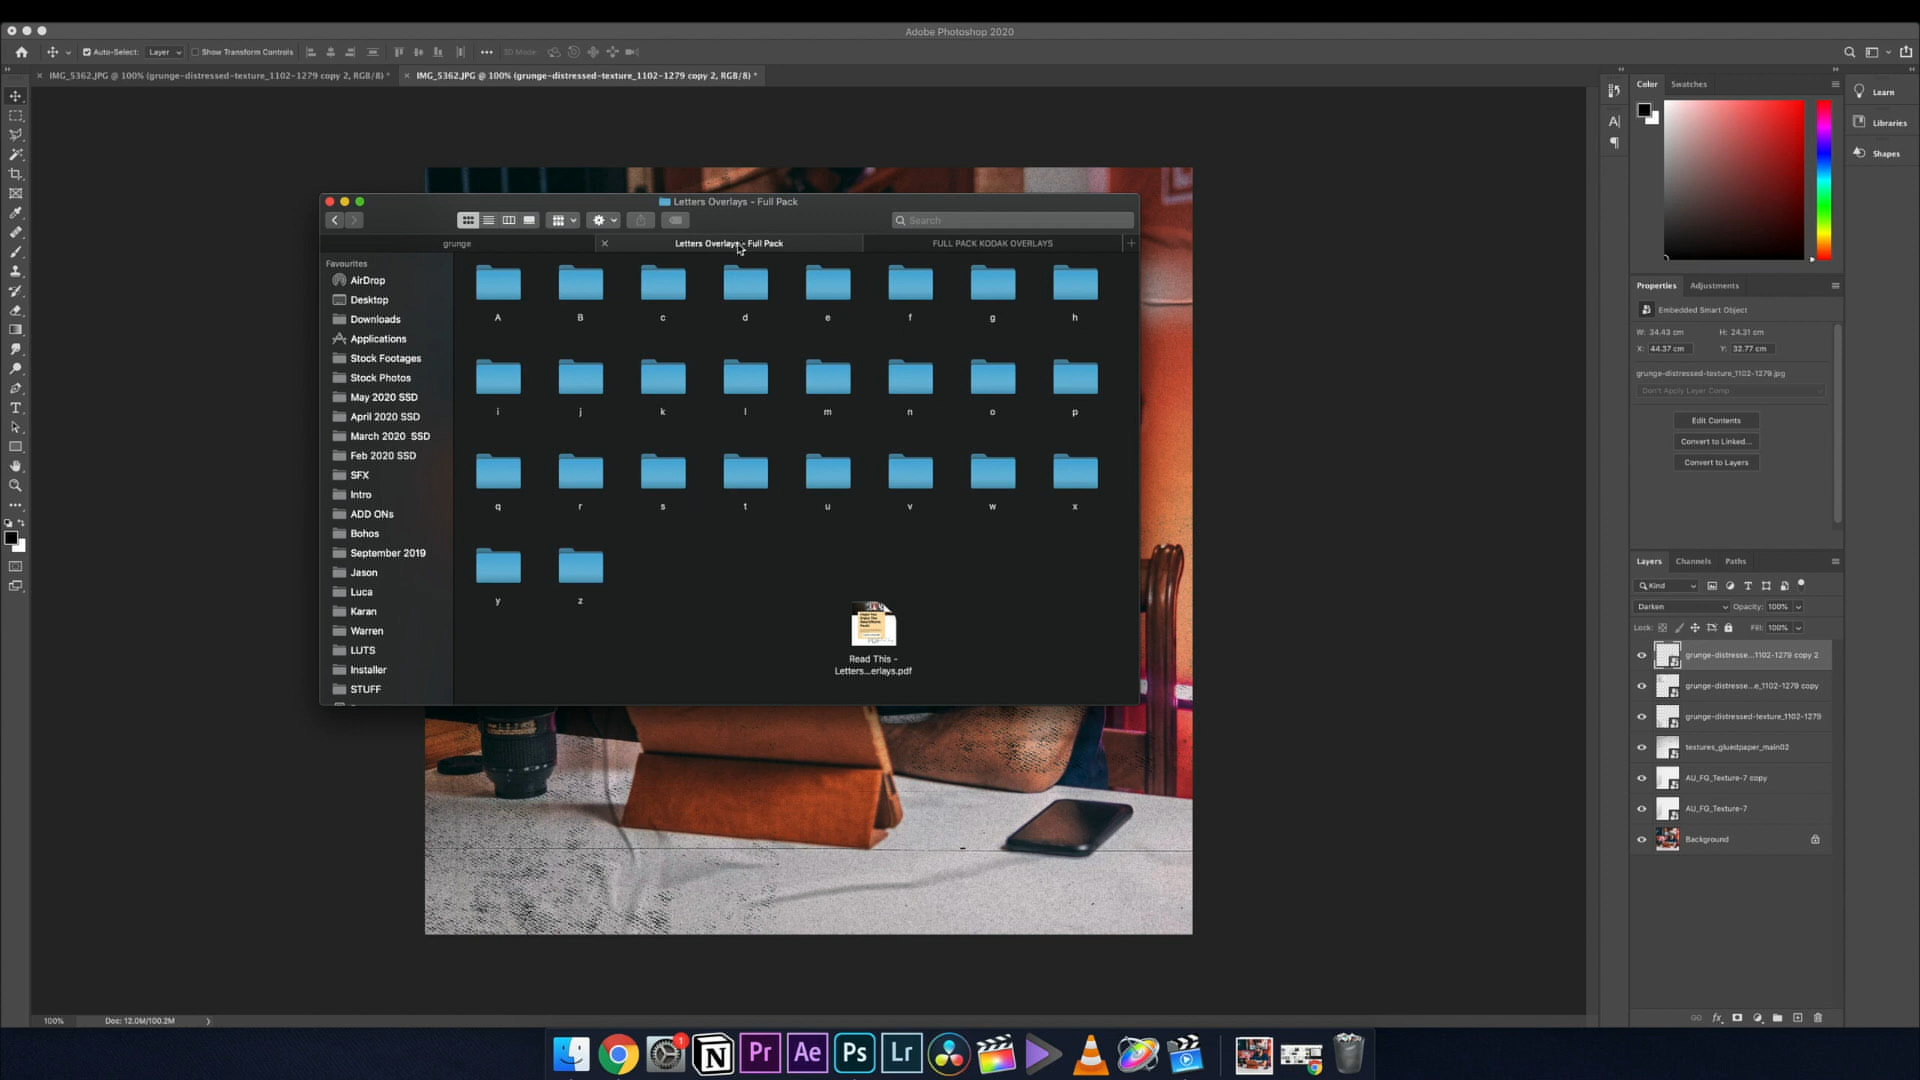 Adobe Photoshop 2020
Auto-Select: Layer Show Transform Controls 3D Mode:
IMG_5362.JPG @ 100% (grunge-distressed-texture_1102-1279 copy 2, RGB/8) *
IMG_5362.JPG @ 100% (grunge-distressed-texture_1102-1279 copy 2, RGB/8) *
Letters Overlays – Full Pack
Search
grunge
Letters Overlays – Full Pack
FULL PACK KODAK OVERLAYS
Favourites
AirDrop
Desktop
Downloads
Applications
Stock Footages
Stock Photos
May 2020 SSD
April 2020 SSD
March 2020 SSD
Feb 2020 SSD
SFX
Intro
ADD ONs
Bohos
September 2019
Jason
Luca
Karan
Warren
LUTS
Installer
STUFF
A B c d e f g h
i j k l m n o p
q r s t u v w x
y z
Read This -
Letters...erlays.pdf
Color Swatches
Learn
Libraries
Shapes
Properties Adjustments
Embedded Smart Object
W: 34.43 cm H: 24.31 cm
X: 44.37 cm Y: 32.77 cm
grunge-distressed-texture_1102-1279.jpg
Don't Apply Layer Comp
Edit Contents
Convert to Linked...
Convert to Layers
Layers Channels Paths
Kind
Darken Opacity: 100%
Lock: Fill: 100%
grunge-distresse...1102-1279 copy 2
grunge-distresse...e_1102-1279 copy
grunge-distressed-texture_1102-1279
textures_gluedpaper_main02
AU_FG_Texture-7 copy
AU_FG_Texture-7
Background
100% Doc: 12.0M/100.2M
1
N
Pr
Ae
Ps
Lr